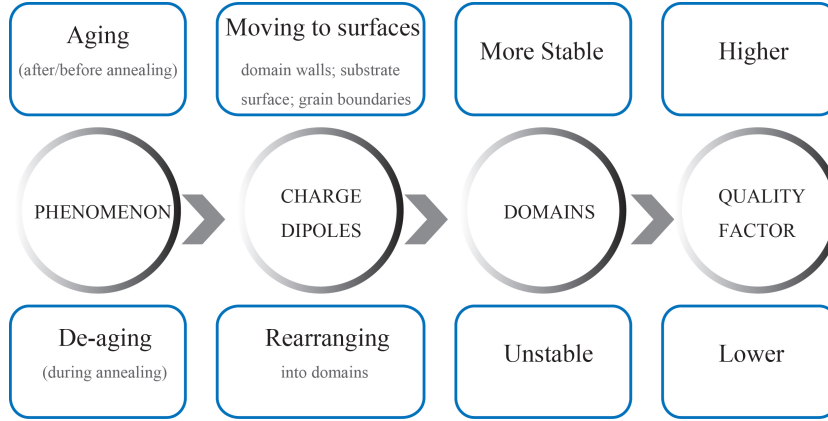 Aging
(after/before annealing)
Moving to surfaces
domain walls; substrate
surface; grain boundaries
More Stable
Higher
PHENOMENON
CHARGE
DIPOLES
DOMAINS
QUALITY
FACTOR
De-aging
(during annealing)
Rearranging
into domains
Unstable
Lower